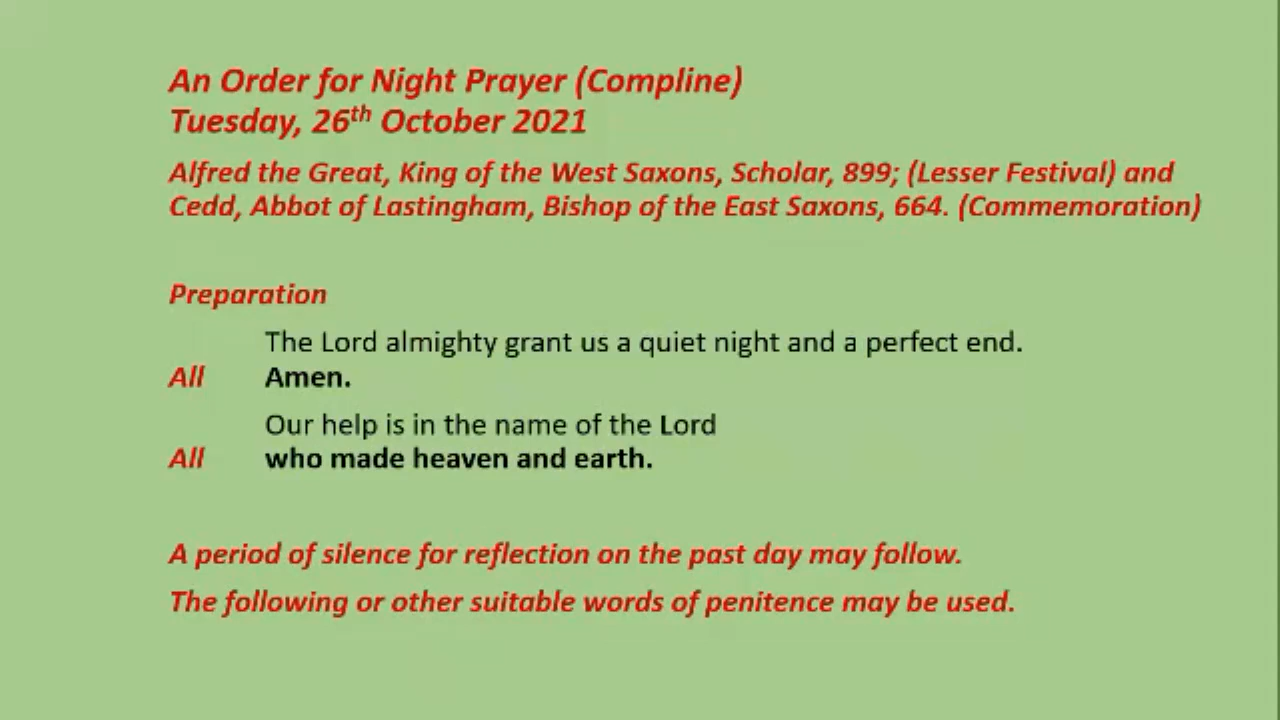 An Order for Night Prayer (Compline)
Tuesday, 26th October 2021
Alfred the Great, King of the West Saxons, Scholar, 899; (Lesser Festival) and
Cedd, Abbot of Lastingham, Bishop of the East Saxons, 664. (Commemoration)
Preparation
The Lord almighty grant us a quiet night and a perfect end.
All Amen.
Our help is in the name of the Lord
All who made heaven and earth.
A period of silence for reflection on the past day may follow.
The following or other suitable words of penitence may be used.